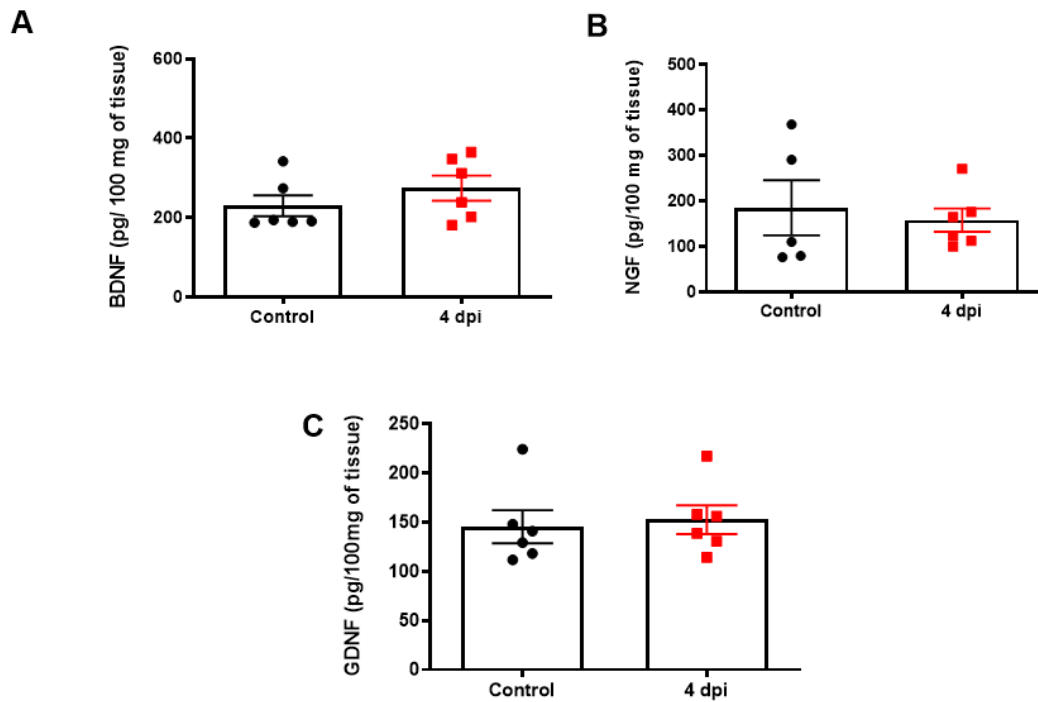 A
BDNF (pg/ 100 mg of tissue)
600
400
200
0
Control
4 dpi
B
NGF (pg/100 mg of tissue)
500
400
300
200
100
0
Control
4 dpi
C
GDNF (pg/100mg of tissue)
250
200
150
100
50
0
Control
4 dpi